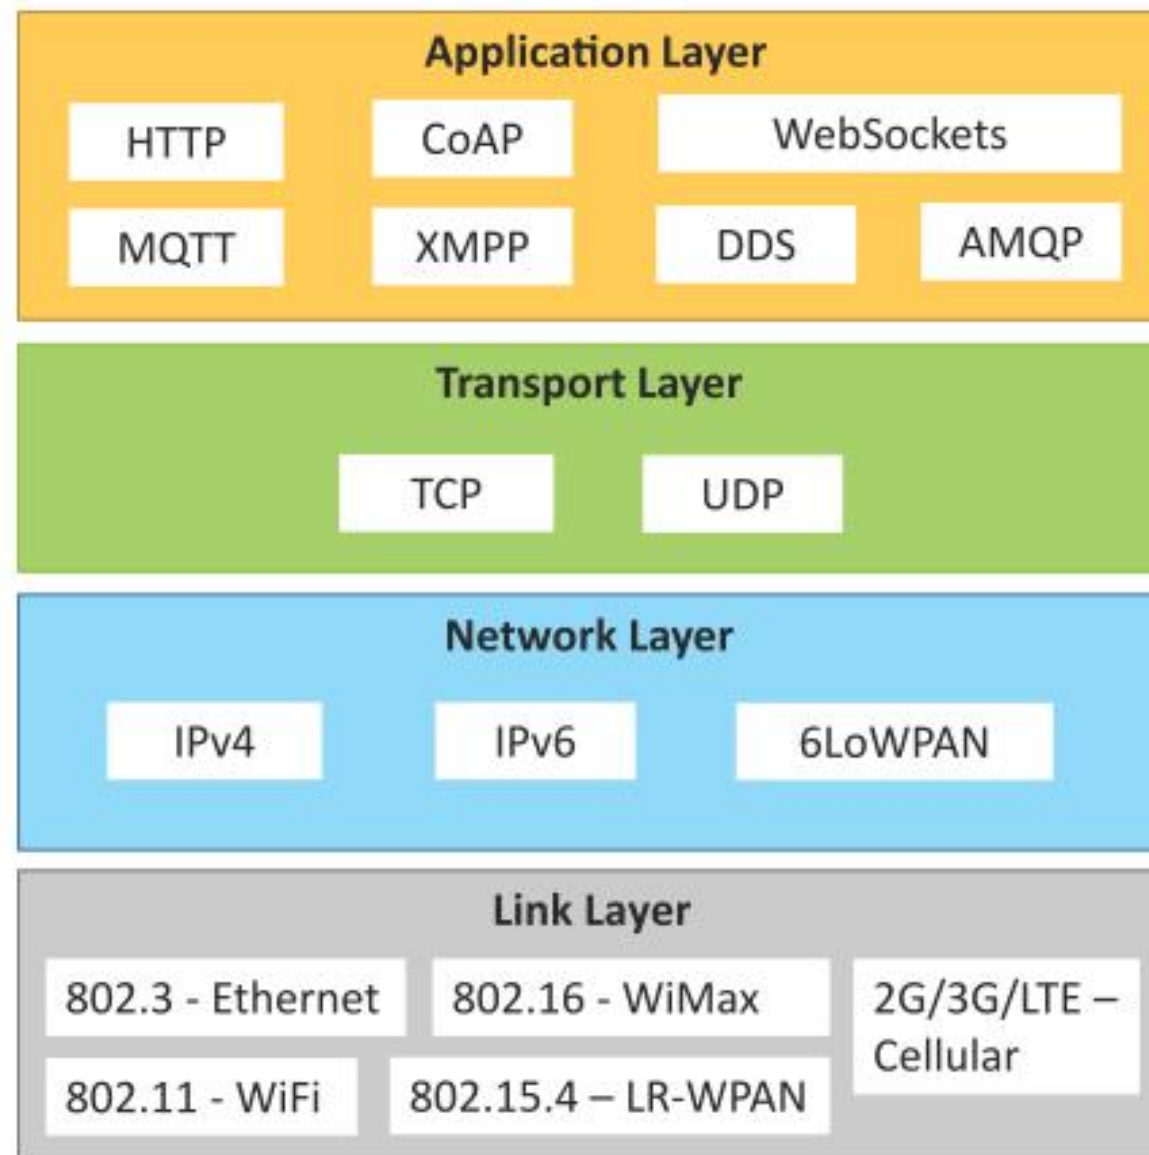 Application Layer
HTTP
CoAP
WebSockets
MQTT
XMPP
DDS
AMQP
Transport Layer
TCP
UDP
Network Layer
IPv4
IPv6
6LoWPAN
Link Layer
802.3 - Ethernet
802.16 - WiMax
2G/3G/LTE –
Cellular
802.11 - WiFi
802.15.4 – LR-WPAN